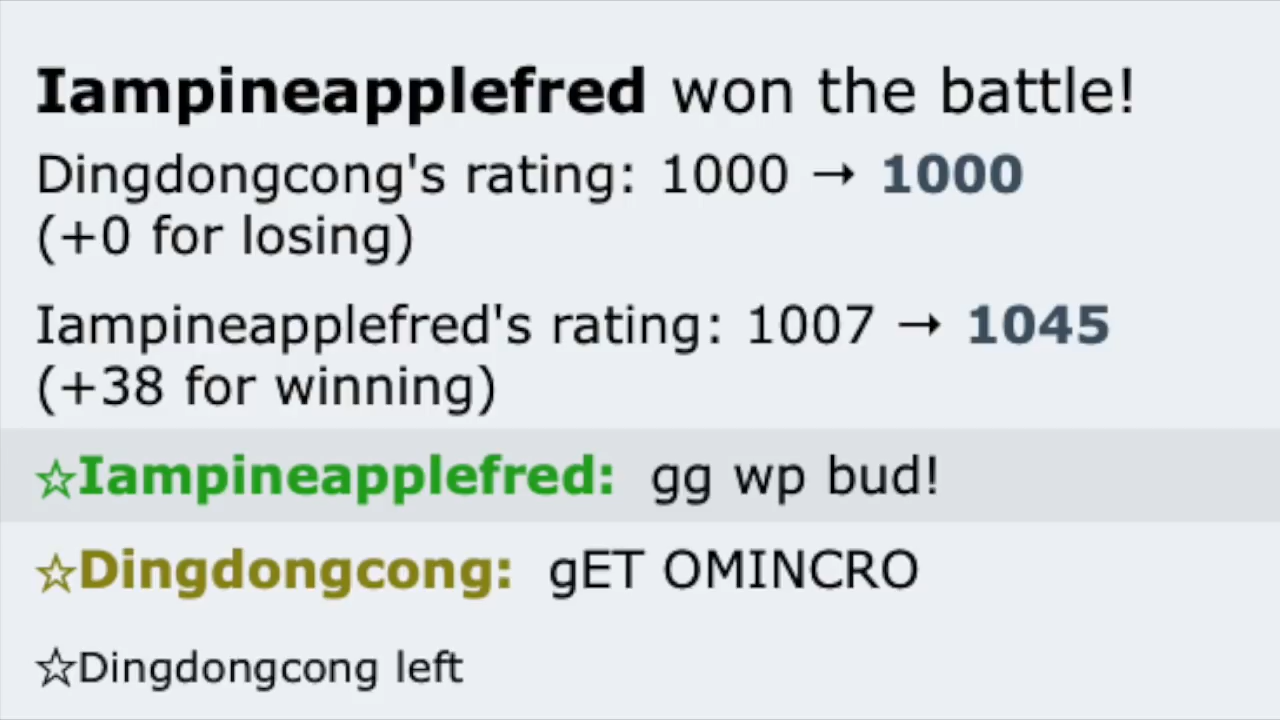 Iampineapplefred won the battle!
Dingdongcong's rating: 1000 → 1000
(+0 for losing)
Iampineapplefred's rating: 1007 → 1045
(+38 for winning)
☆Iampineapplefred: gg wp bud!
☆Dingdongcong: gET OMINCRO
☆Dingdongcong left